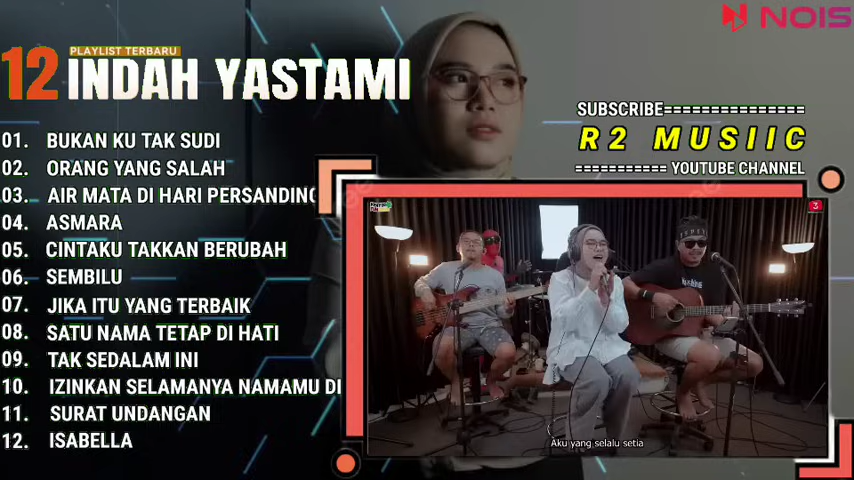 NOIS
PLAYLIST TERBARU
12 INDAH YASTAMI
SUBSCRIBE===============
R2 MUSIIC
=========== YOUTUBE CHANNEL
01. BUKAN KU TAK SUDI
02. ORANG YANG SALAH
03. AIR MATA DI HARI PERSANDING
04. ASMARA
05. CINTAKU TAKKAN BERUBAH
06. SEMBILU
07. JIKA ITU YANG TERBAIK
08. SATU NAMA TETAP DI HATI
09. TAK SEDALAM INI
10. IZINKAN SELAMANYA NAMAMU DI
11. SURAT UNDANGAN
12. ISABELLA
3
Aku yang selalu setia